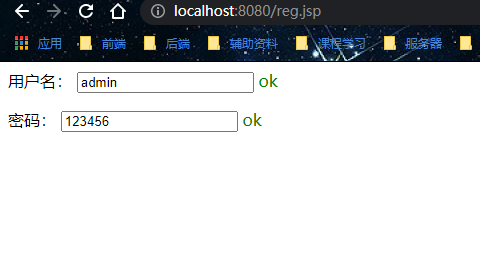 localhost:8080/reg.jsp
应用 前端 后端 辅助资料 课程学习 服务器
用户名: admin ok
密码: 123456 ok